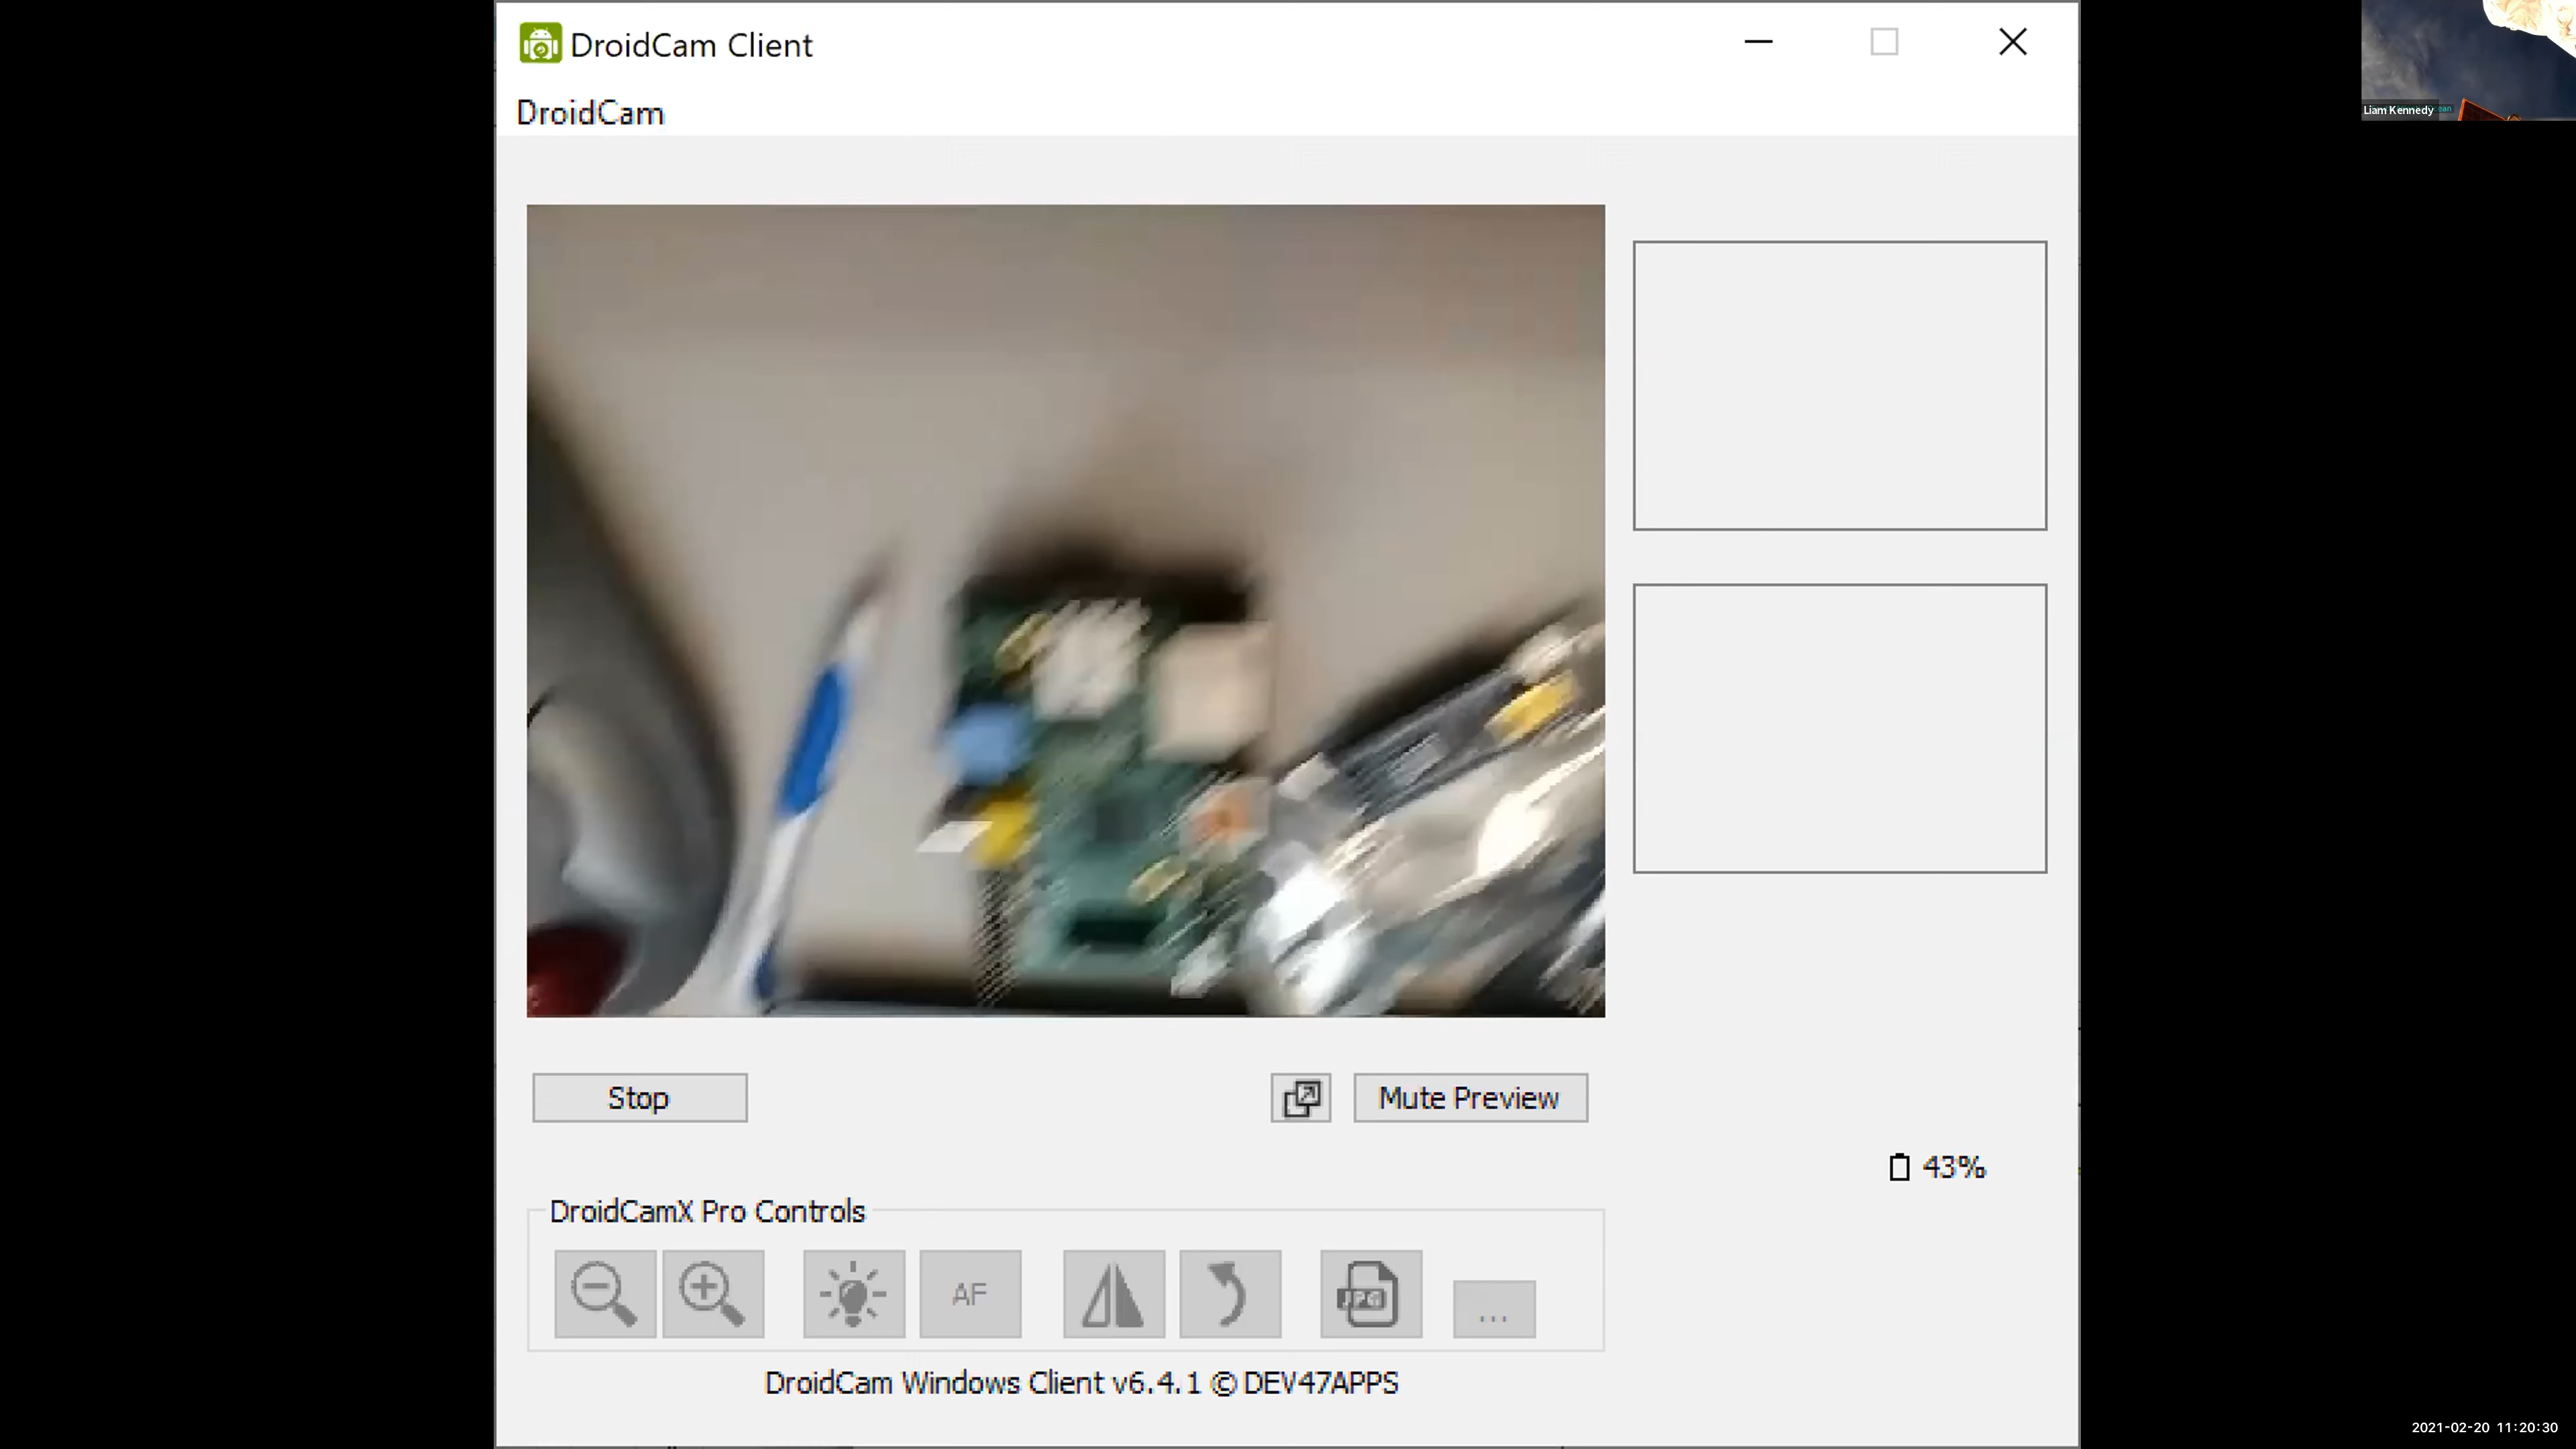 DroidCam Client
DroidCam
Liam Kennedy
Stop
Mute Preview
43%
DroidCamX Pro Controls
AF
JPG
...
DroidCam Windows Client v6.4.1 © DEV47APPS
2021-02-20 11:20:30